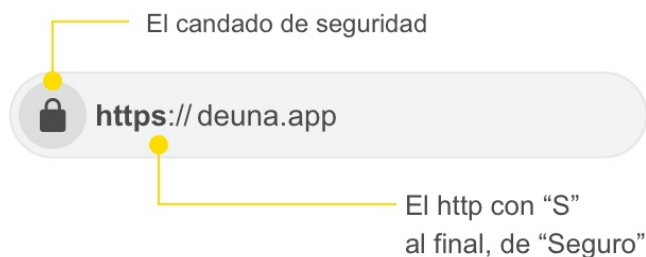 El candado de seguridad
https:// deuna.app
El http con “S”
al final, de “Seguro”